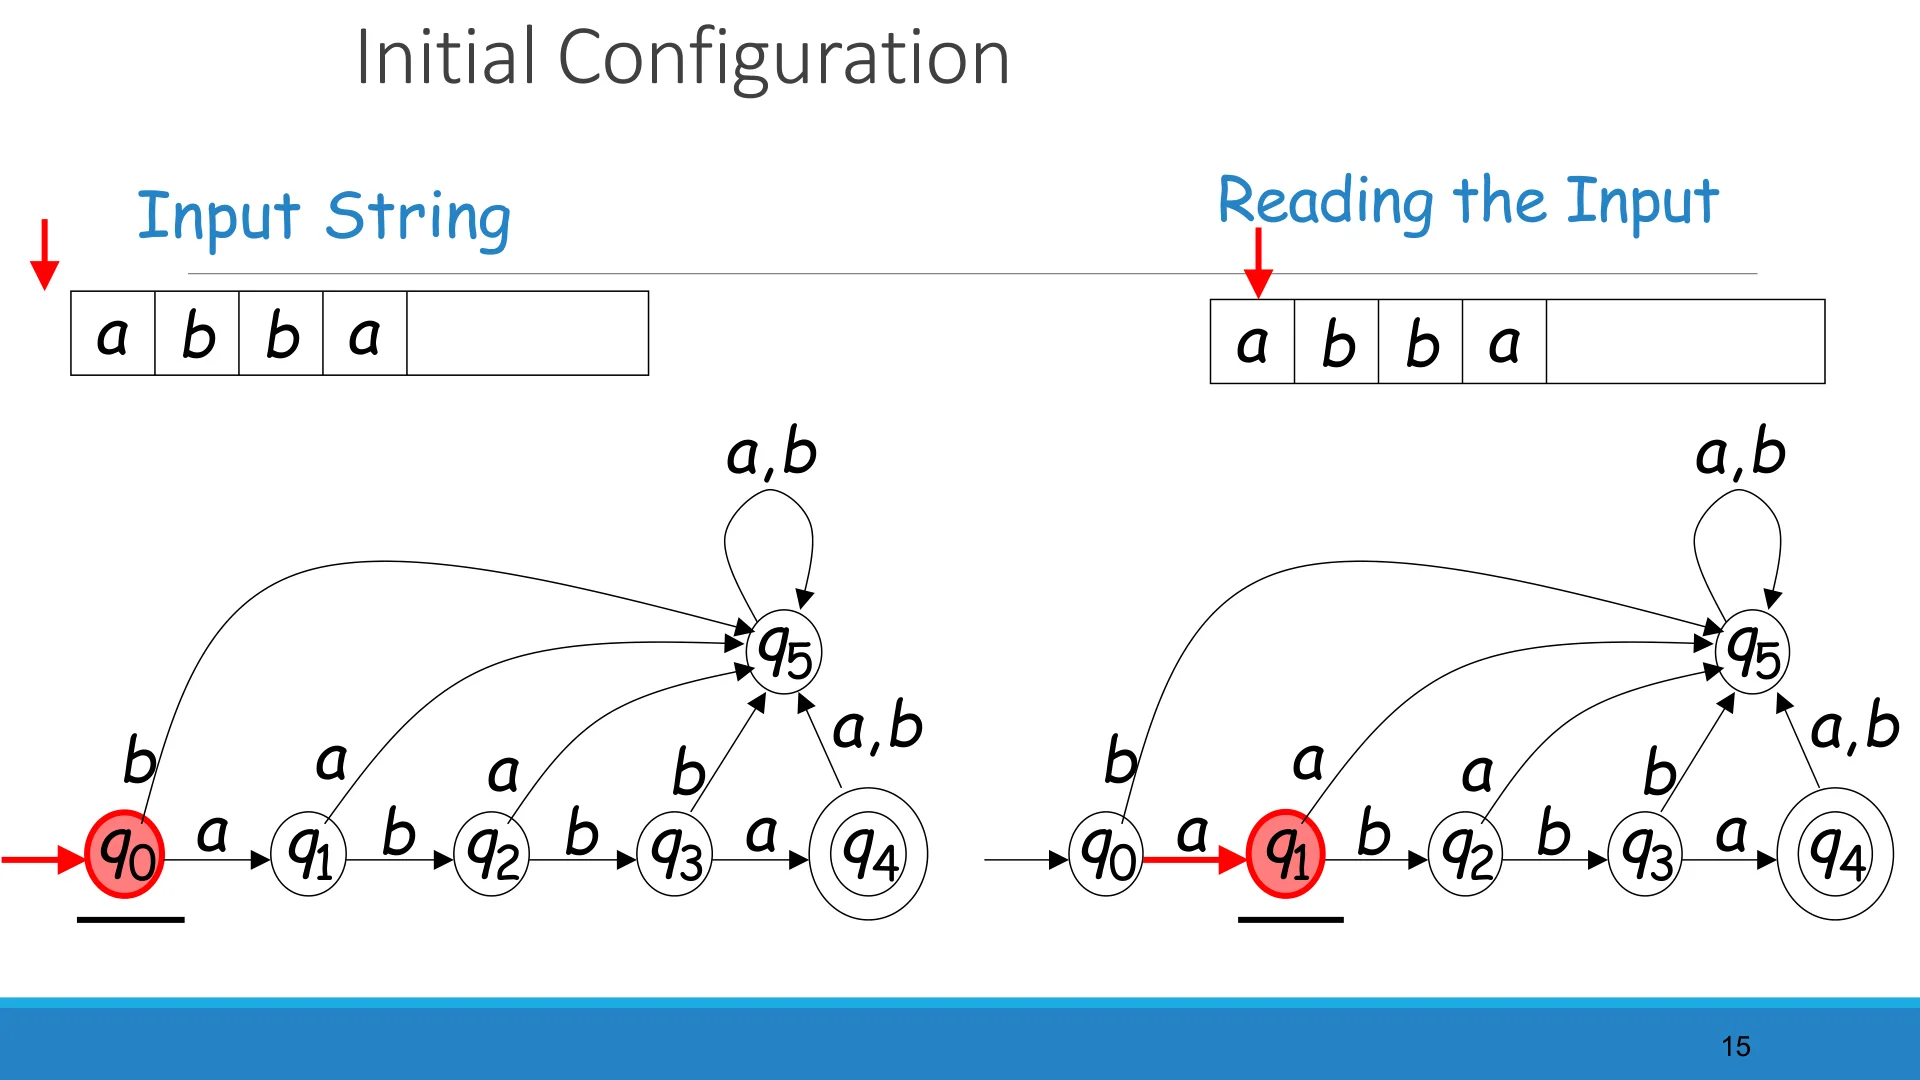 Initial Configuration
Input String
Reading the Input
a b b a
a b b a
a,b
a,b
q5
q5
a,b
a,b
b a a b
b a a b
q0 a q1 b q2 b q3 a q4
q0 a q1 b q2 b q3 a q4
15